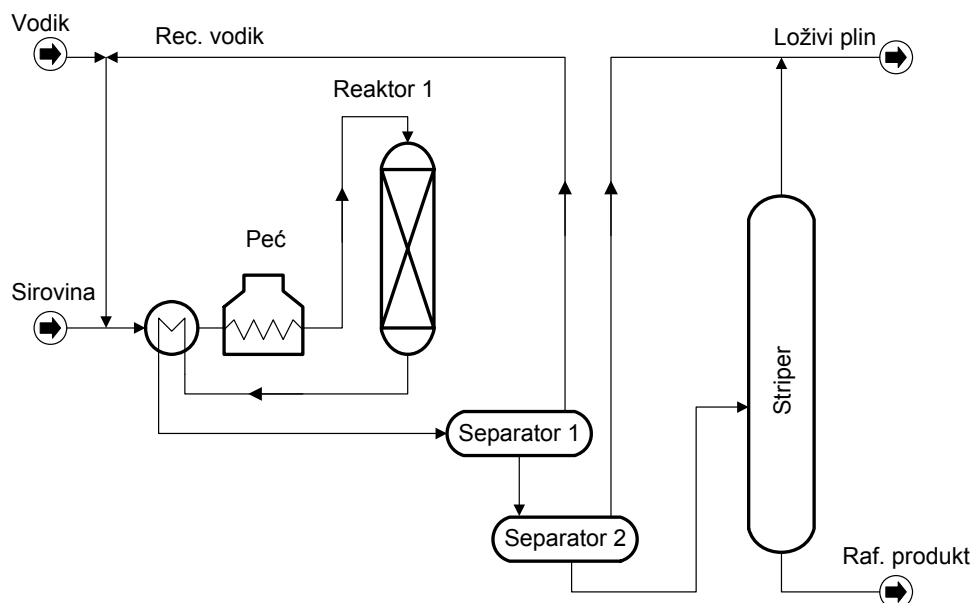 Vodik
Rec. vodik
Loživi plin
Reaktor 1
Peć
Sirovina
Striper
Separator 1
Separator 2
Raf. produkt